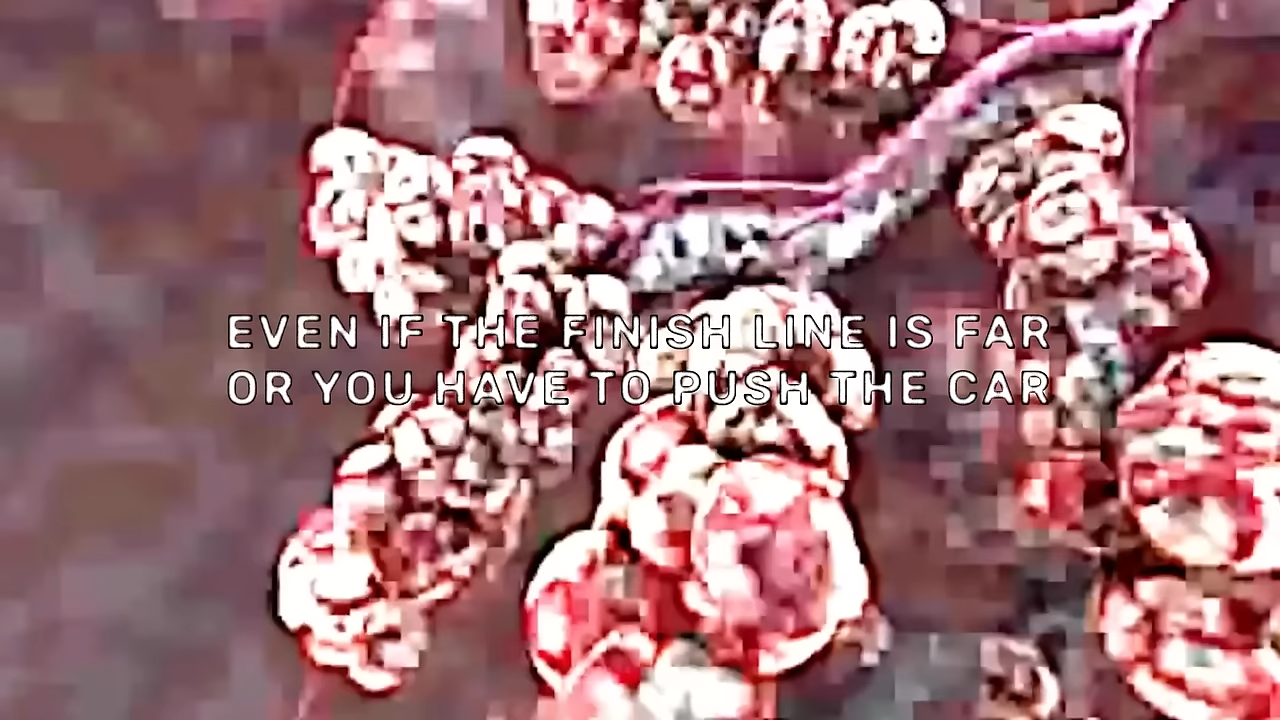 EVEN IF THE FINISH LINE IS FAR
OR YOU HAVE TO PUSH THE CAR